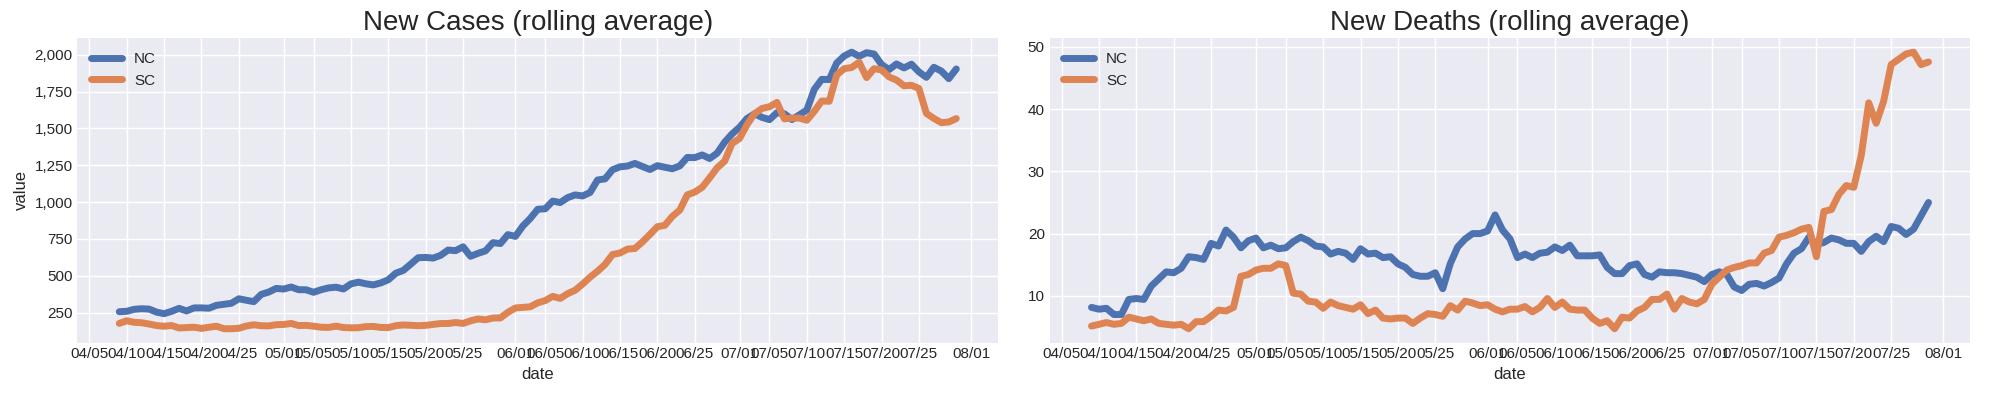 New Cases (rolling average)
NC
SC
2,000
1,750
1,500
1,250
1,000
750
500
250
value
04/05 04/10 04/15 04/20 04/25 05/01 05/05 05/10 05/15 05/20 05/25 06/01 06/05 06/10 06/15 06/20 06/25 07/01 07/05 07/10 07/15 07/20 07/25 08/01
date
New Deaths (rolling average)
NC
SC
50
40
30
20
10
04/05 04/10 04/15 04/20 04/25 05/01 05/05 05/10 05/15 05/20 05/25 06/01 06/05 06/10 06/15 06/20 06/25 07/01 07/05 07/10 07/15 07/20 07/25 08/01
date